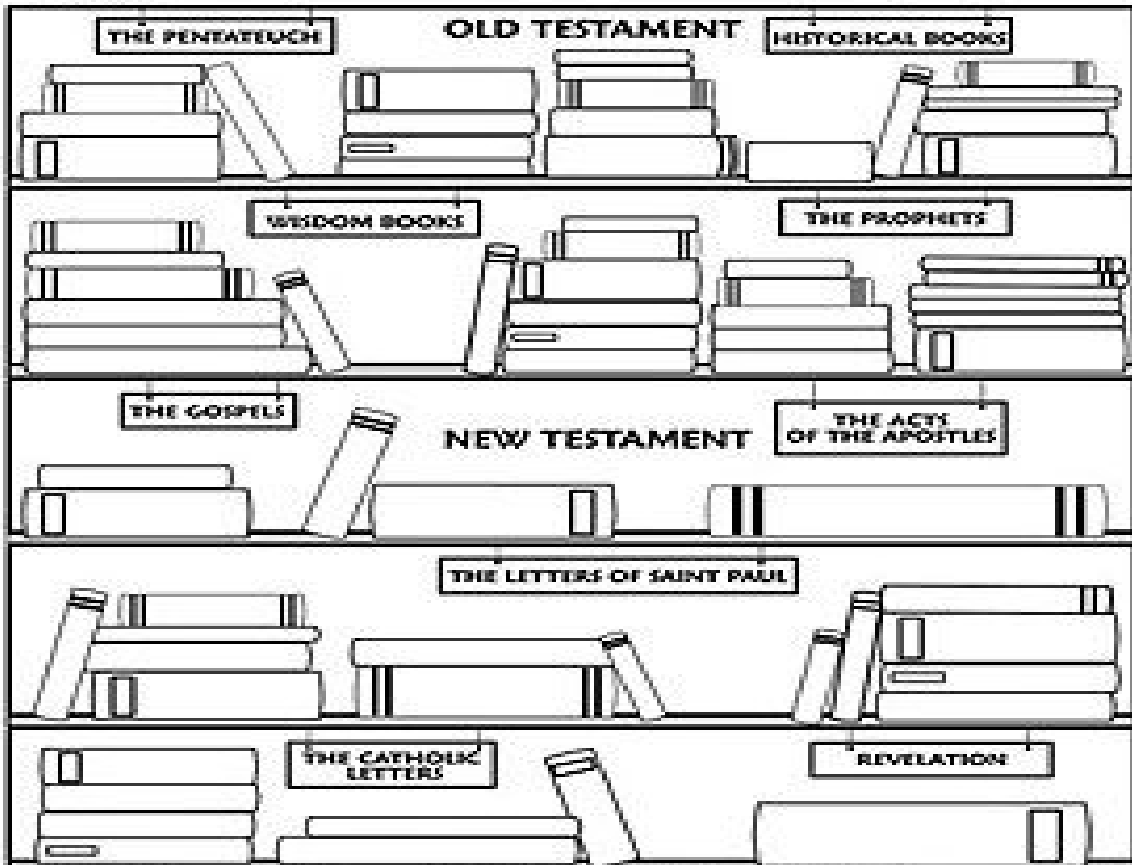 THE PENTATEUCH
OLD TESTAMENT
HISTORICAL BOOKS
WISDOM BOOKS
THE PROPHETS
THE GOSPELS
NEW TESTAMENT
THE ACTS
OF THE APOSTLES
THE LETTERS OF SAINT PAUL
THE CATHOLIC
LETTERS
REVELATION